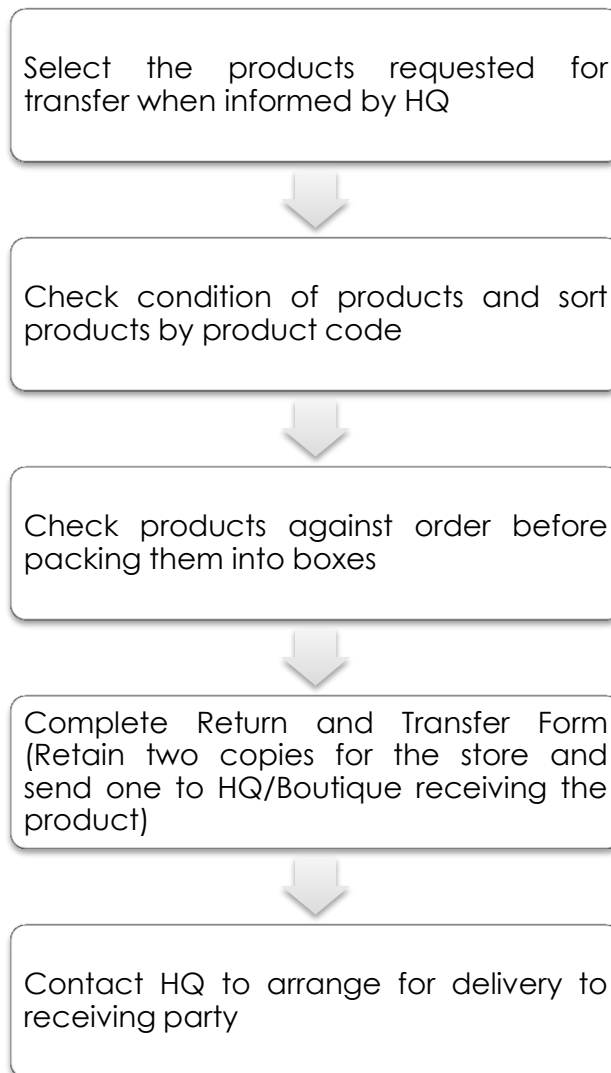 Select the products requested for
transfer when informed by HQ
Check condition of products and sort
products by product code
Check products against order before
packing them into boxes
Complete Return and Transfer Form
(Retain two copies for the store and
send one to HQ/Boutique receiving the
product)
Contact HQ to arrange for delivery to
receiving party